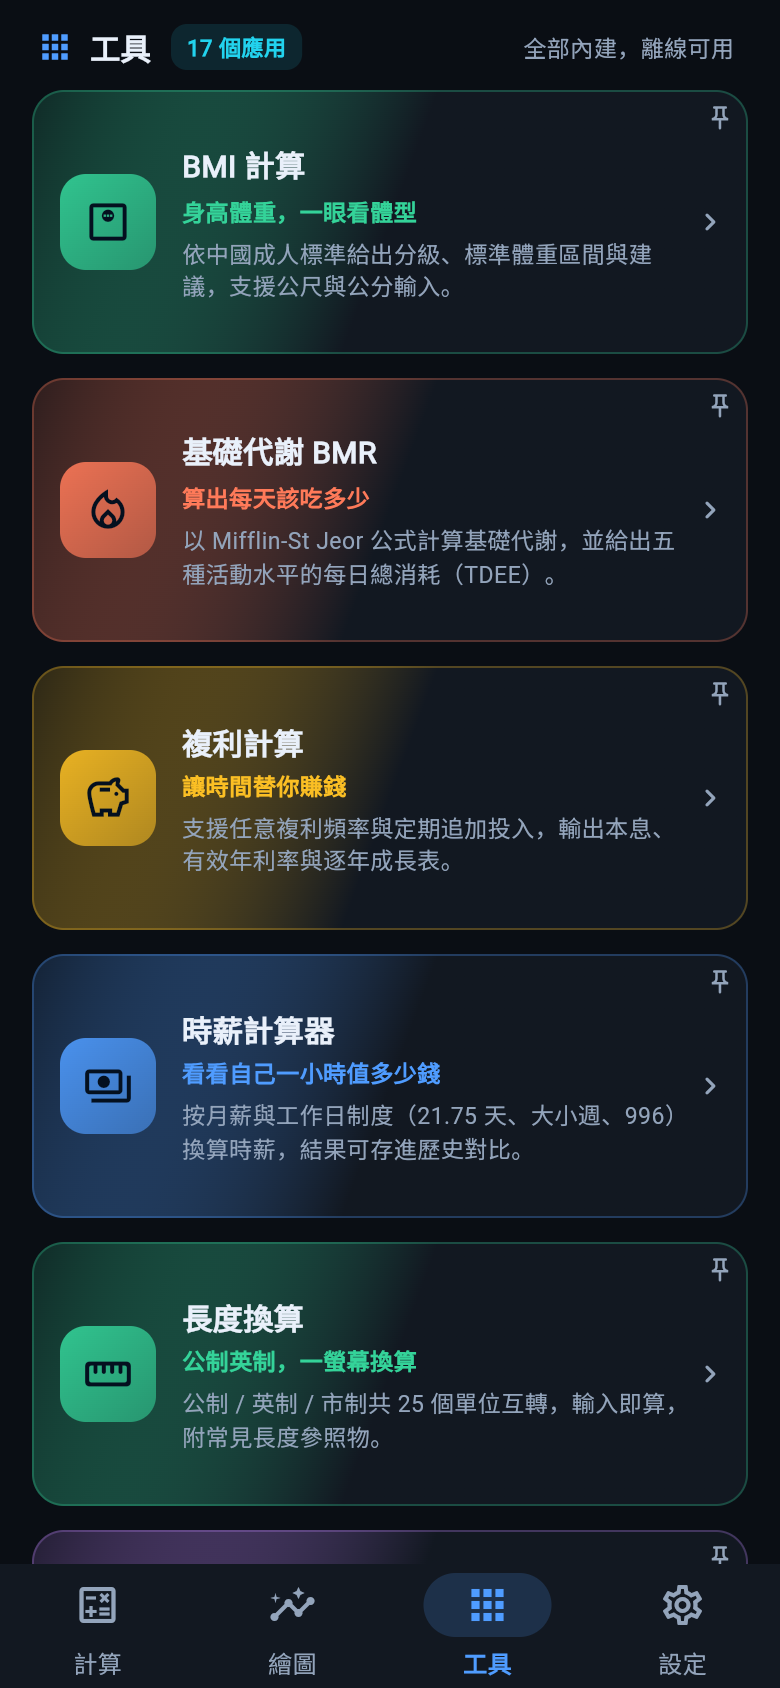 工具
17 個應用
全部內建，離線可用
BMI 計算
身高體重，一眼看體型
依中國成人標準給出分級、標準體重區間與建
議，支援公尺與公分輸入。
基礎代謝 BMR
算出每天該吃多少
以 Mifflin-St Jeor 公式計算基礎代謝，並給出五
種活動水平的每日總消耗（TDEE）。
複利計算
讓時間替你賺錢
支援任意複利頻率與定期追加投入，輸出本息、
有效年利率與逐年成長表。
時薪計算器
看看自己一小時值多少錢
按月薪與工作日制度（21.75 天、大小週、996）
換算時薪，結果可存進歷史對比。
長度換算
公制英制，一螢幕換算
公制 / 英制 / 市制共 25 個單位互轉，輸入即算，
附常見長度參照物。
計算
繪圖
工具
設定